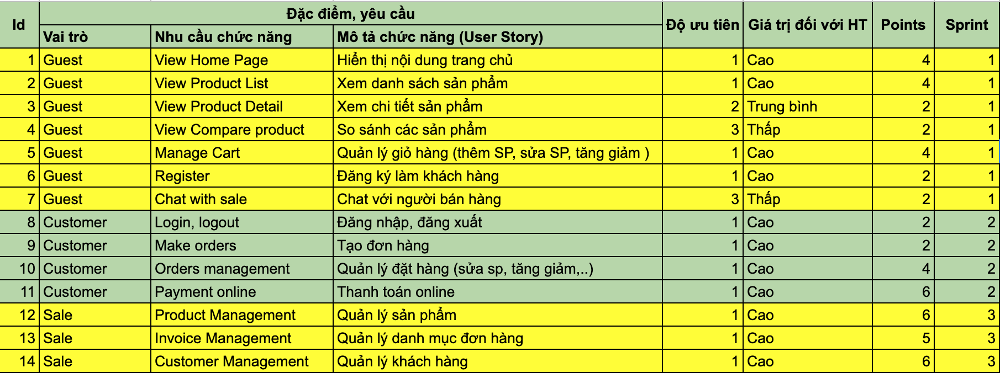 Id Đặc điểm, yêu cầu Độ ưu tiên Giá trị đối với HT Points Sprint
Vai trò Nhu cầu chức năng Mô tả chức năng (User Story)
1 Guest View Home Page Hiển thị nội dung trang chủ 1 Cao 4 1
2 Guest View Product List Xem danh sách sản phẩm 1 Cao 4 1
3 Guest View Product Detail Xem chi tiết sản phẩm 2 Trung bình 2 1
4 Guest View Compare product So sánh các sản phẩm 3 Thấp 2 1
5 Guest Manage Cart Quản lý giỏ hàng (thêm SP, sửa SP, tăng giảm ) 1 Cao 4 1
6 Guest Register Đăng ký làm khách hàng 1 Cao 2 1
7 Guest Chat with sale Chat với người bán hàng 3 Thấp 2 1
8 Customer Login, logout Đăng nhập, đăng xuất 1 Cao 2 2
9 Customer Make orders Tạo đơn hàng 1 Cao 2 2
10 Customer Orders management Quản lý đặt hàng (sửa sp, tăng giảm,..) 1 Cao 4 2
11 Customer Payment online Thanh toán online 1 Cao 6 2
12 Sale Product Management Quản lý sản phẩm 1 Cao 6 3
13 Sale Invoice Management Quản lý danh mục đơn hàng 1 Cao 5 3
14 Sale Customer Management Quản lý khách hàng 1 Cao 6 3